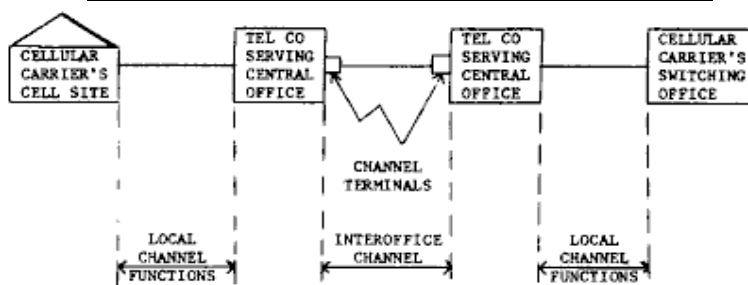 CELLULAR
CARRIER'S
CELL SITE
TEL CO
SERVING
CENTRAL
OFFICE
TEL CO
SERVING
CENTRAL
OFFICE
CELLULAR
CARRIER'S
SWITCHING
OFFICE
CHANNEL
TERMINALS
LOCAL
CHANNEL
FUNCTIONS
INTEROFFICE
CHANNEL
LOCAL
CHANNEL
FUNCTIONS